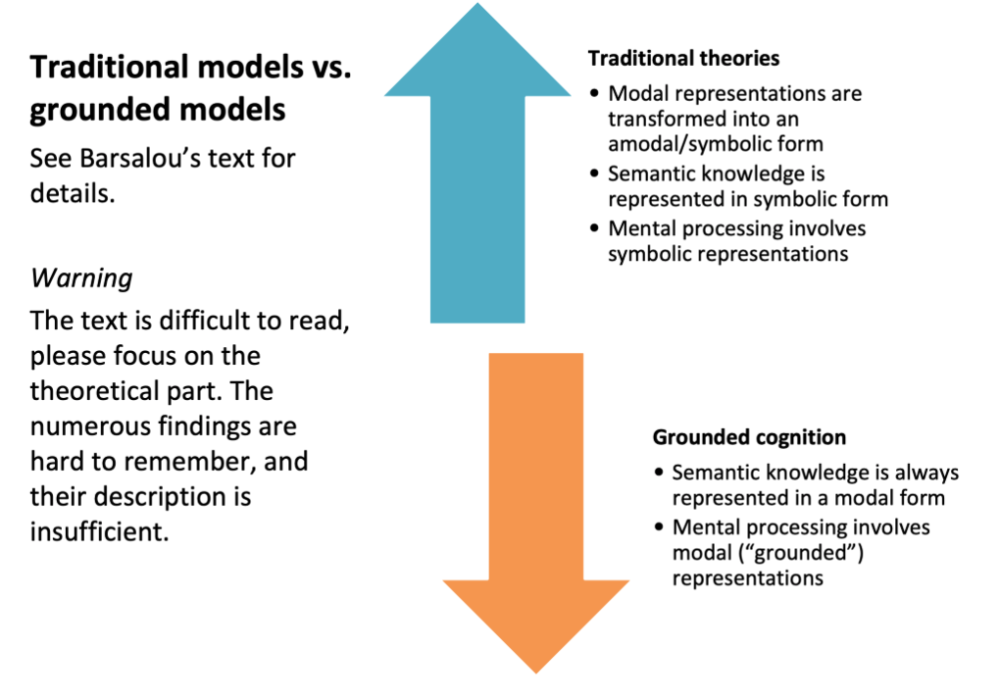 Traditional models vs.
grounded models
See Barsalou’s text for
details.
Warning
The text is difficult to read,
please focus on the
theoretical part. The
numerous findings are
hard to remember, and
their description is
insufficient.
Traditional theories
• Modal representations are
transformed into an
amodal/symbolic form
• Semantic knowledge is
represented in symbolic form
• Mental processing involves
symbolic representations
Grounded cognition
• Semantic knowledge is always
represented in a modal form
• Mental processing involves
modal (“grounded”)
representations